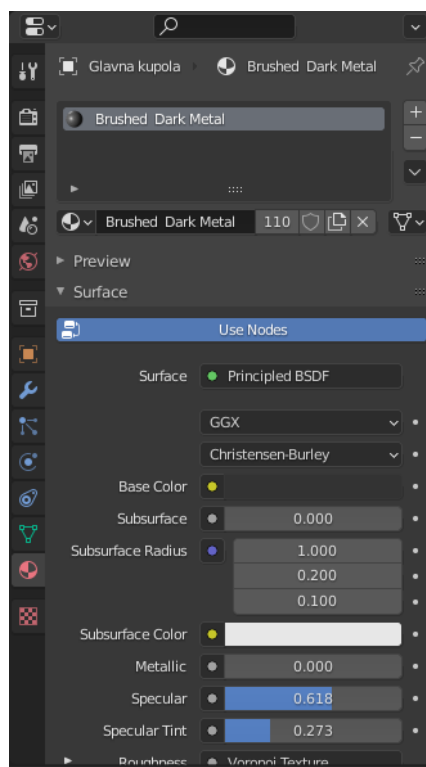 Glavna kupola Brushed Dark Metal
Brushed Dark Metal
Brushed Dark Metal 110
Preview
Surface
Use Nodes
Surface Principled BSDF
GGX
Christensen-Burley
Base Color
Subsurface 0.000
Subsurface Radius 1.000
0.200
0.100
Subsurface Color
Metallic 0.000
Specular 0.618
Specular Tint 0.273
Roughness Voronoi Texture